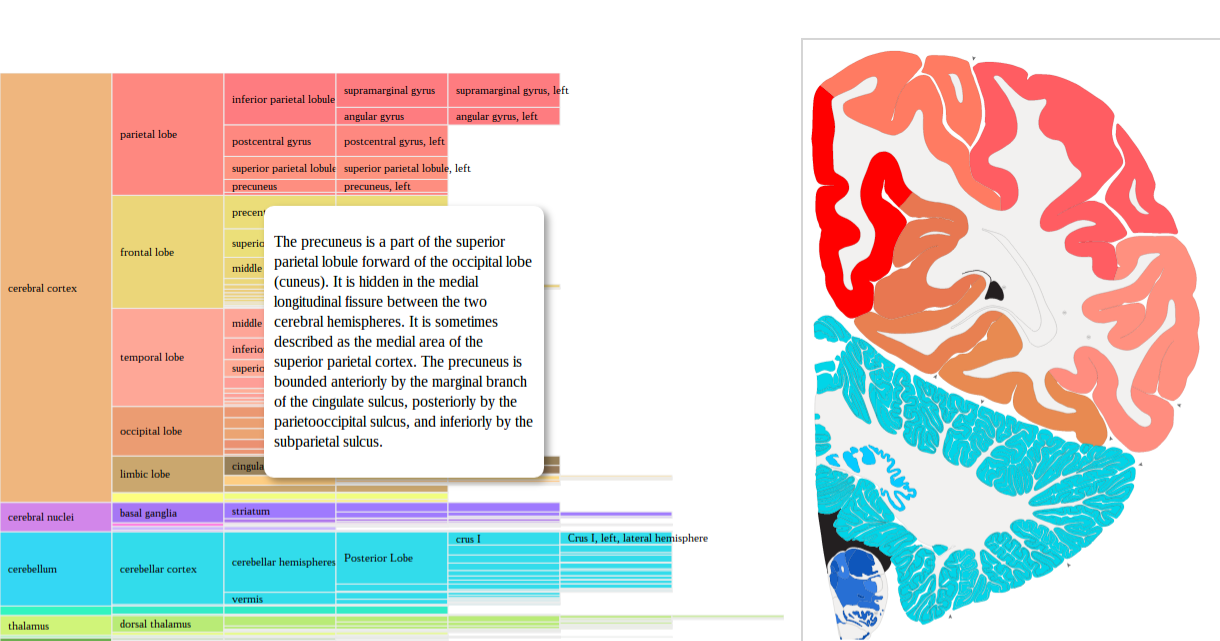 inferior parietal lobule
supramarginal gyrus
supramarginal gyrus, left
angular gyrus
angular gyrus, left
parietal lobe
postcentral gyrus
postcentral gyrus, left
superior parietal lobule
superior parietal lobule, left
precuneus
precuneus, left
frontal lobe
superio
middle
cerebral cortex
temporal lobe
middle
inferio
superio
occipital lobe
limbic lobe
The precuneus is a part of the superior
parietal lobule forward of the occipital lobe
(cuneus). It is hidden in the medial
longitudinal fissure between the two
cerebral hemispheres. It is sometimes
described as the medial area of the
superior parietal cortex. The precuneus is
bounded anteriorly by the marginal branch
of the cingulate sulcus, posteriorly by the
parietooccipital sulcus, and inferiorly by the
subparietal sulcus.
cerebral nuclei
basal ganglia
striatum
cerebellum
cerebellar cortex
cerebellar hemispheres
Posterior Lobe
crus I
Crus I, left, lateral hemisphere
vermis
thalamus
dorsal thalamus